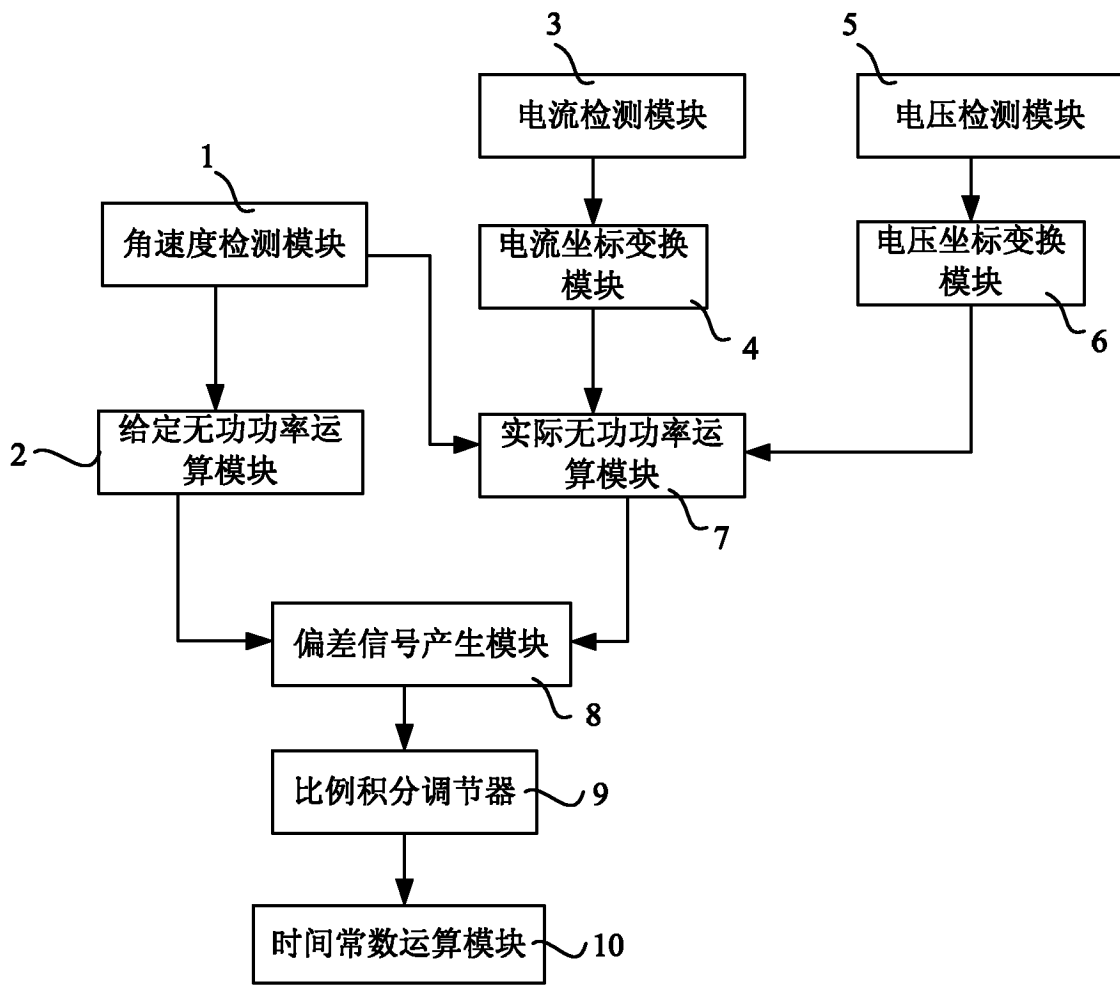 3
5
电流检测模块
电压检测模块
1
角速度检测模块
电流坐标变换
模块
电压坐标变换
模块
4
6
2
给定无功功率运
算模块
实际无功功率运
算模块
7
偏差信号产生模块
8
比例积分调节器
9
时间常数运算模块
10